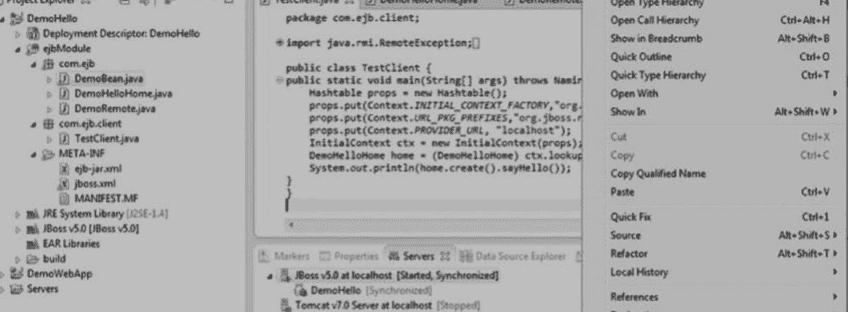 Project Explorer
DemoHello
Deployment Descriptor: DemoHello
ejbModule
com.ejb
DemoBean.java
DemoHelloHome.java
DemoRemote.java
com.ejb.client
TestClient.java
META-INF
ejb-jar.xml
jboss.xml
MANIFEST.MF
JRE System Library [J2SE-1.4]
JBoss v5.0 [JBoss v5.0]
EAR Libraries
build
DemoWebApp
Servers
TestClient.java DemoHelloHome.java DemoRemote
package com.ejb.client;
import java.rmi.RemoteException;
public class TestClient {
public static void main(String[] args) throws Namin
Hashtable props = new Hashtable();
props.put(Context.INITIAL_CONTEXT_FACTORY,"org.
props.put(Context.URL_PKG_PREFIXES,"org.jboss.n
props.put(Context.PROVIDER_URL, "localhost");
InitialContext ctx = new InitialContext(props);
DemoHelloHome home = (DemoHelloHome) ctx.lookup
System.out.println(home.create().sayHello());
}
}
Markers Properties Servers Data Source Explorer
JBoss v5.0 at localhost [Started, Synchronized]
DemoHello [Synchronized]
Tomcat v7.0 Server at localhost [Stopped]
Open Type Hierarchy F4
Open Call Hierarchy Ctrl+Alt+H
Show in Breadcrumb Alt+Shift+B
Quick Outline Ctrl+O
Quick Type Hierarchy Ctrl+T
Open With
Show In Alt+Shift+W
Cut Ctrl+X
Copy Ctrl+C
Copy Qualified Name
Paste Ctrl+V
Quick Fix Ctrl+1
Source Alt+Shift+S
Refactor Alt+Shift+T
Local History
References